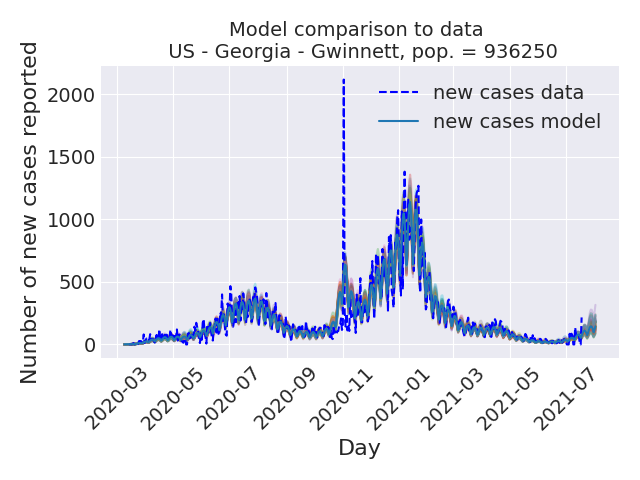 Model comparison to data
US - Georgia - Gwinnett, pop. = 936250
Number of new cases reported
2000
1500
1000
500
0
new cases data
new cases model
2020-03
2020-05
2020-07
2020-09
2020-11
2021-01
2021-03
2021-05
2021-07
Day